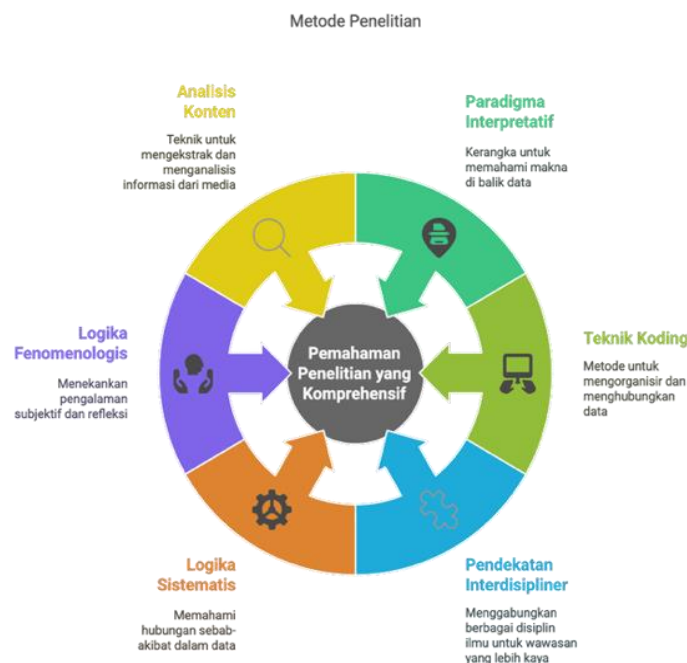 Metode Penelitian
Analisis
Konten
Teknik untuk
mengekstrak dan
menganalisis
informasi dari media
Paradigma
Interpretatif
Kerangka untuk
memahami makna
di balik data
Logika
Fenomenologis
Menekankan
pengalaman
subjektif dan refleksi
Pemahaman
Penelitian yang
Komprehensif
Teknik Koding
Metode untuk
mengorganisir dan
menghubungkan
data
Logika
Sistematis
Memahami
hubungan sebab-
akibat dalam data
Pendekatan
Interdisipliner
Menggabungkan
berbagai disiplin
ilmu untuk wawasan
yang lebih kaya